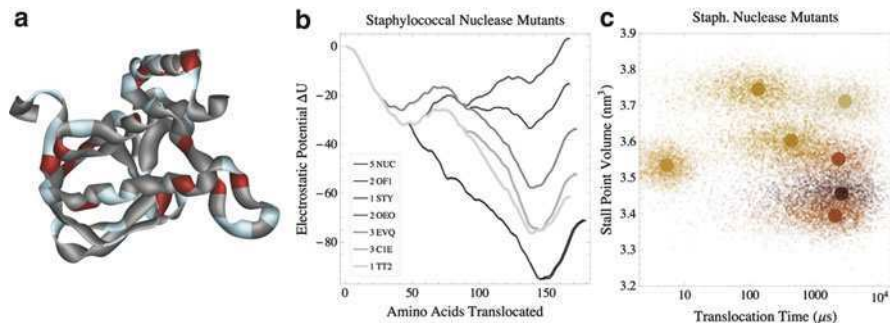 a
b
Staphylococcal Nuclease Mutants
Electrostatic Potential ΔU
0
−20
−40
−60
−80
5 NUC
2 OF1
1 STY
2 OEO
3 EVQ
3 C1E
1 TT2
0
50
100
150
Amino Acids Translocated
c
Staph. Nuclease Mutants
Stall Point Volume (nm³)
3.9
3.8
3.7
3.6
3.5
3.4
3.3
3.2
10
100
1000
10⁴
Translocation Time (μs)